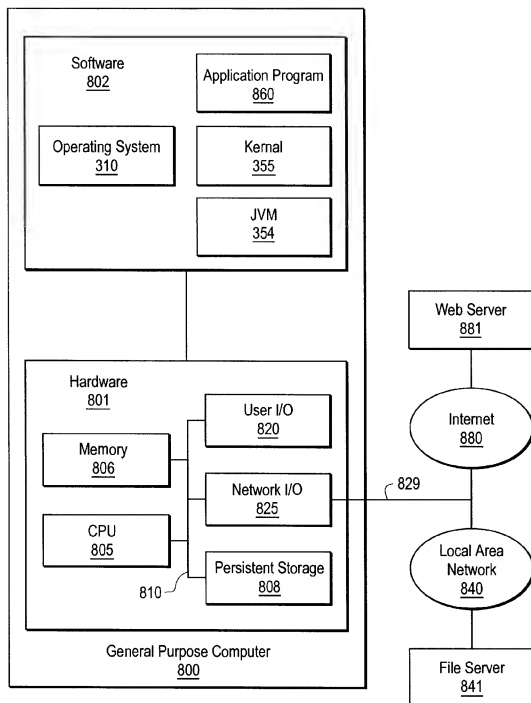 Software
802
Application Program
860
Operating System
310
Kernal
355
JVM
354
Hardware
801
User I/O
820
Memory
806
Network I/O
825
CPU
805
Persistent Storage
808
810
829
General Purpose Computer
800
Web Server
881
Internet
880
Local Area
Network
840
File Server
841